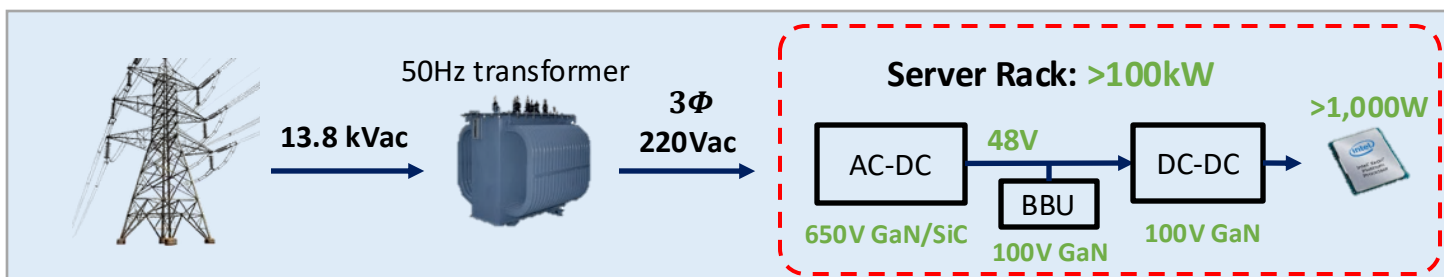 50Hz transformer
13.8 kVac
3Φ
220Vac
Server Rack: >100kW
>1,000W
AC-DC
48V
BBU
DC-DC
650V GaN/SiC
100V GaN
100V GaN
intel